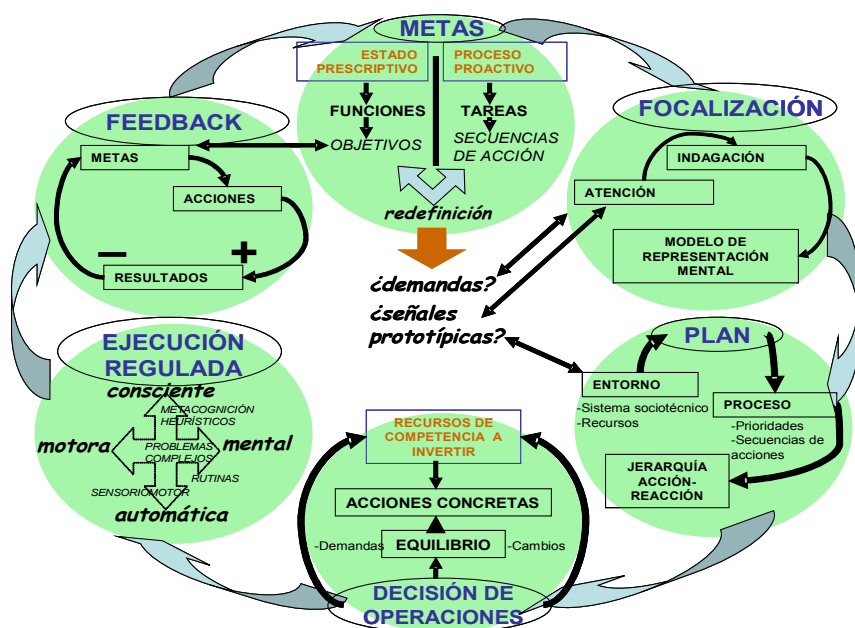 METAS
ESTADO
PRESCRIPTIVO
PROCESO
PROACTIVO
FUNCIONES
TAREAS
OBJETIVOS
SECUENCIAS
DE ACCIÓN
redefinición
¿demandas?
¿señales
prototípicas?
FOCALIZACIÓN
INDAGACIÓN
ATENCIÓN
MODELO DE
REPRESENTACIÓN
MENTAL
PLAN
ENTORNO
-Sistema sociotécnico
-Recursos
PROCESO
-Prioridades
-Secuencias de
acciones
JERARQUÍA
ACCIÓN-
REACCIÓN
RECURSOS DE
COMPETENCIA A
INVERTIR
ACCIONES CONCRETAS
-Demandas
EQUILIBRIO
-Cambios
DECISIÓN DE
OPERACIONES
EJECUCIÓN
REGULADA
consciente
METACOGNICIÓN
HEURÍSTICOS
motora
PROBLEMAS
COMPLEJOS
mental
RUTINAS
SENSORIOMOTOR
automática
FEEDBACK
METAS
ACCIONES
– +
RESULTADOS